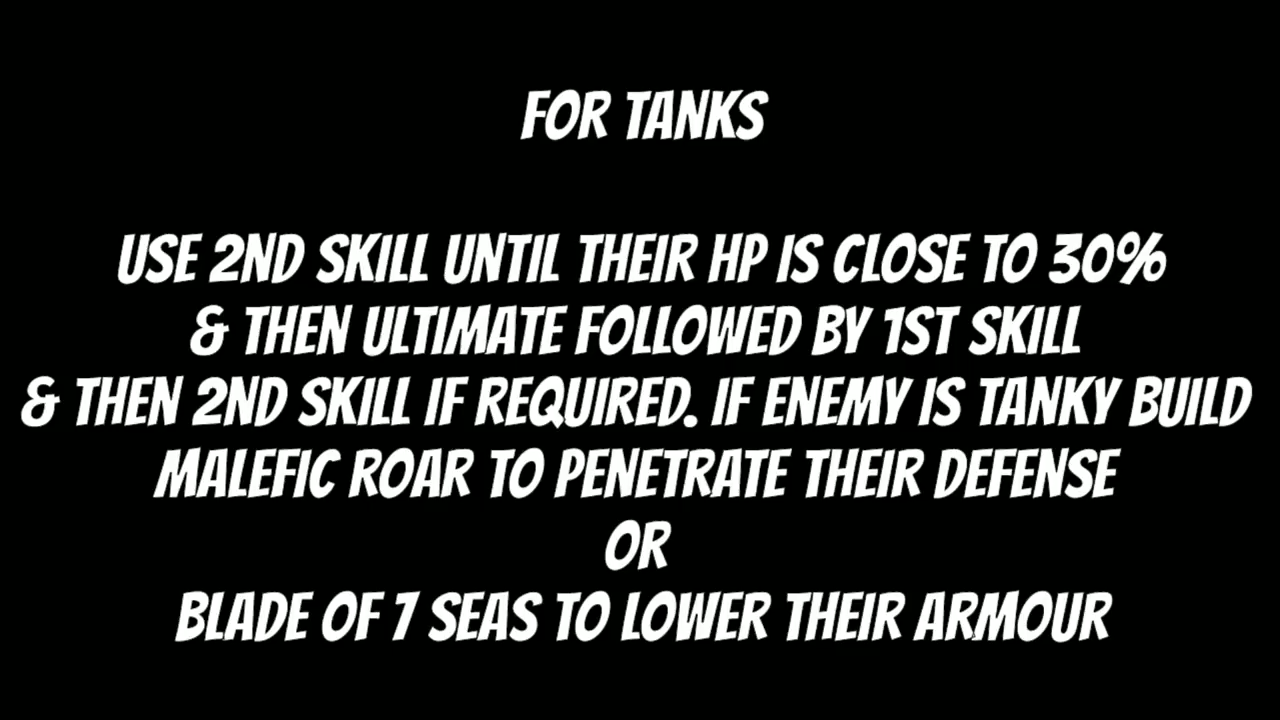 FOR TANKS
USE 2ND SKILL UNTIL THEIR HP IS CLOSE TO 30%
& THEN ULTIMATE FOLLOWED BY 1ST SKILL
& THEN 2ND SKILL IF REQUIRED. IF ENEMY IS TANKY BUILD
MALEFIC ROAR TO PENETRATE THEIR DEFENSE
OR
BLADE OF 7 SEAS TO LOWER THEIR ARMOUR